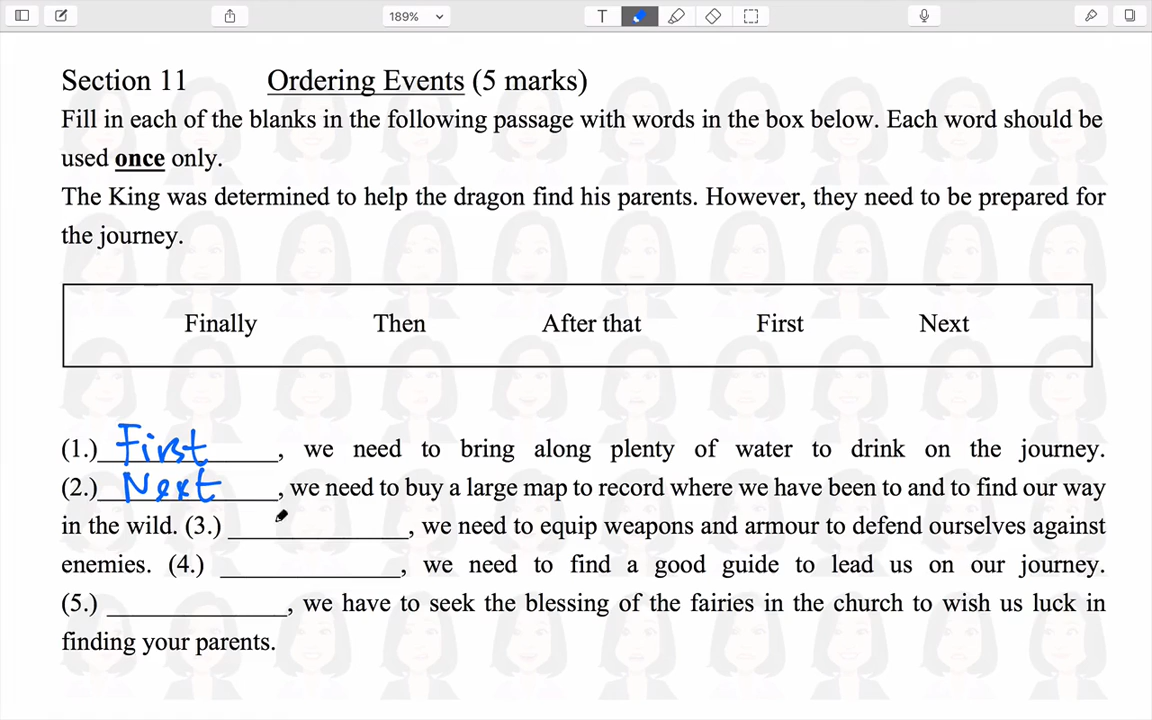 189%
T
Section 11 Ordering Events (5 marks)
Fill in each of the blanks in the following passage with words in the box below. Each word should be
used once only.
The King was determined to help the dragon find his parents. However, they need to be prepared for
the journey.
Finally Then After that First Next
(1.) First, we need to bring along plenty of water to drink on the journey.
(2.) Next, we need to buy a large map to record where we have been to and to find our way
in the wild. (3.) ____________, we need to equip weapons and armour to defend ourselves against
enemies. (4.) ____________, we need to find a good guide to lead us on our journey.
(5.) ____________, we have to seek the blessing of the fairies in the church to wish us luck in
finding your parents.